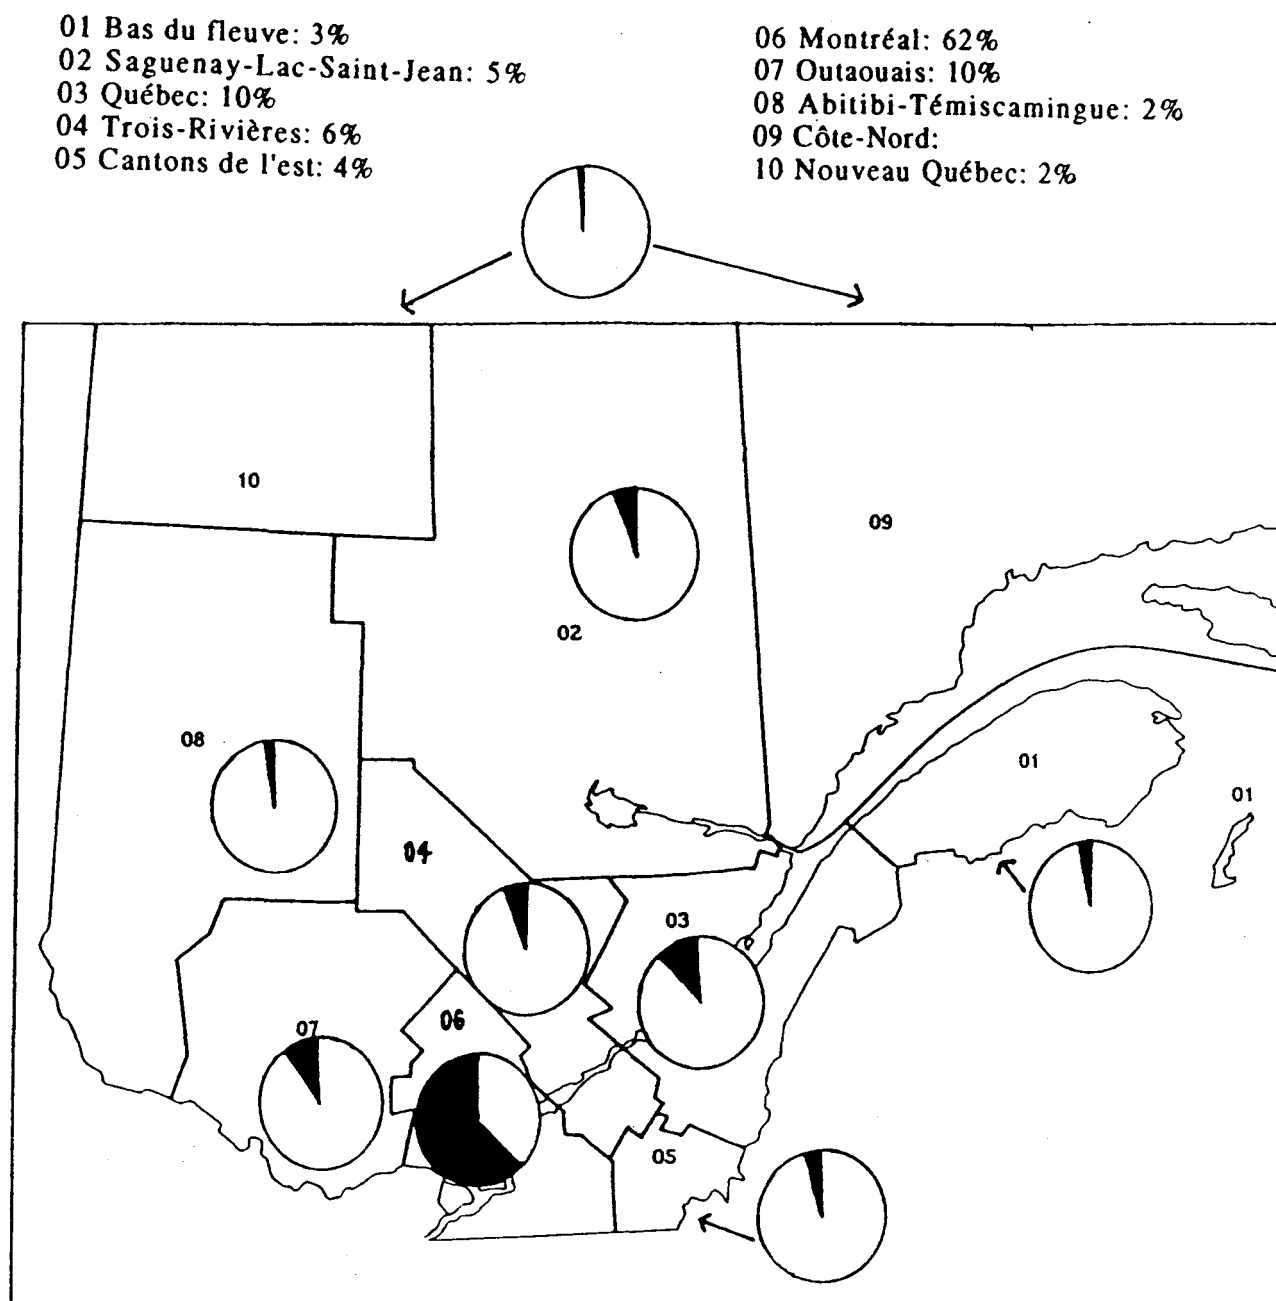 01 Bas du fleuve: 3%
02 Saguenay-Lac-Saint-Jean: 5%
03 Québec: 10%
04 Trois-Rivières: 6%
05 Cantons de l'est: 4%
06 Montréal: 62%
07 Outaouais: 10%
08 Abitibi-Témiscamingue: 2%
09 Côte-Nord:
10 Nouveau Québec: 2%
10
09
02
08
01
01
04
03
06
07
05